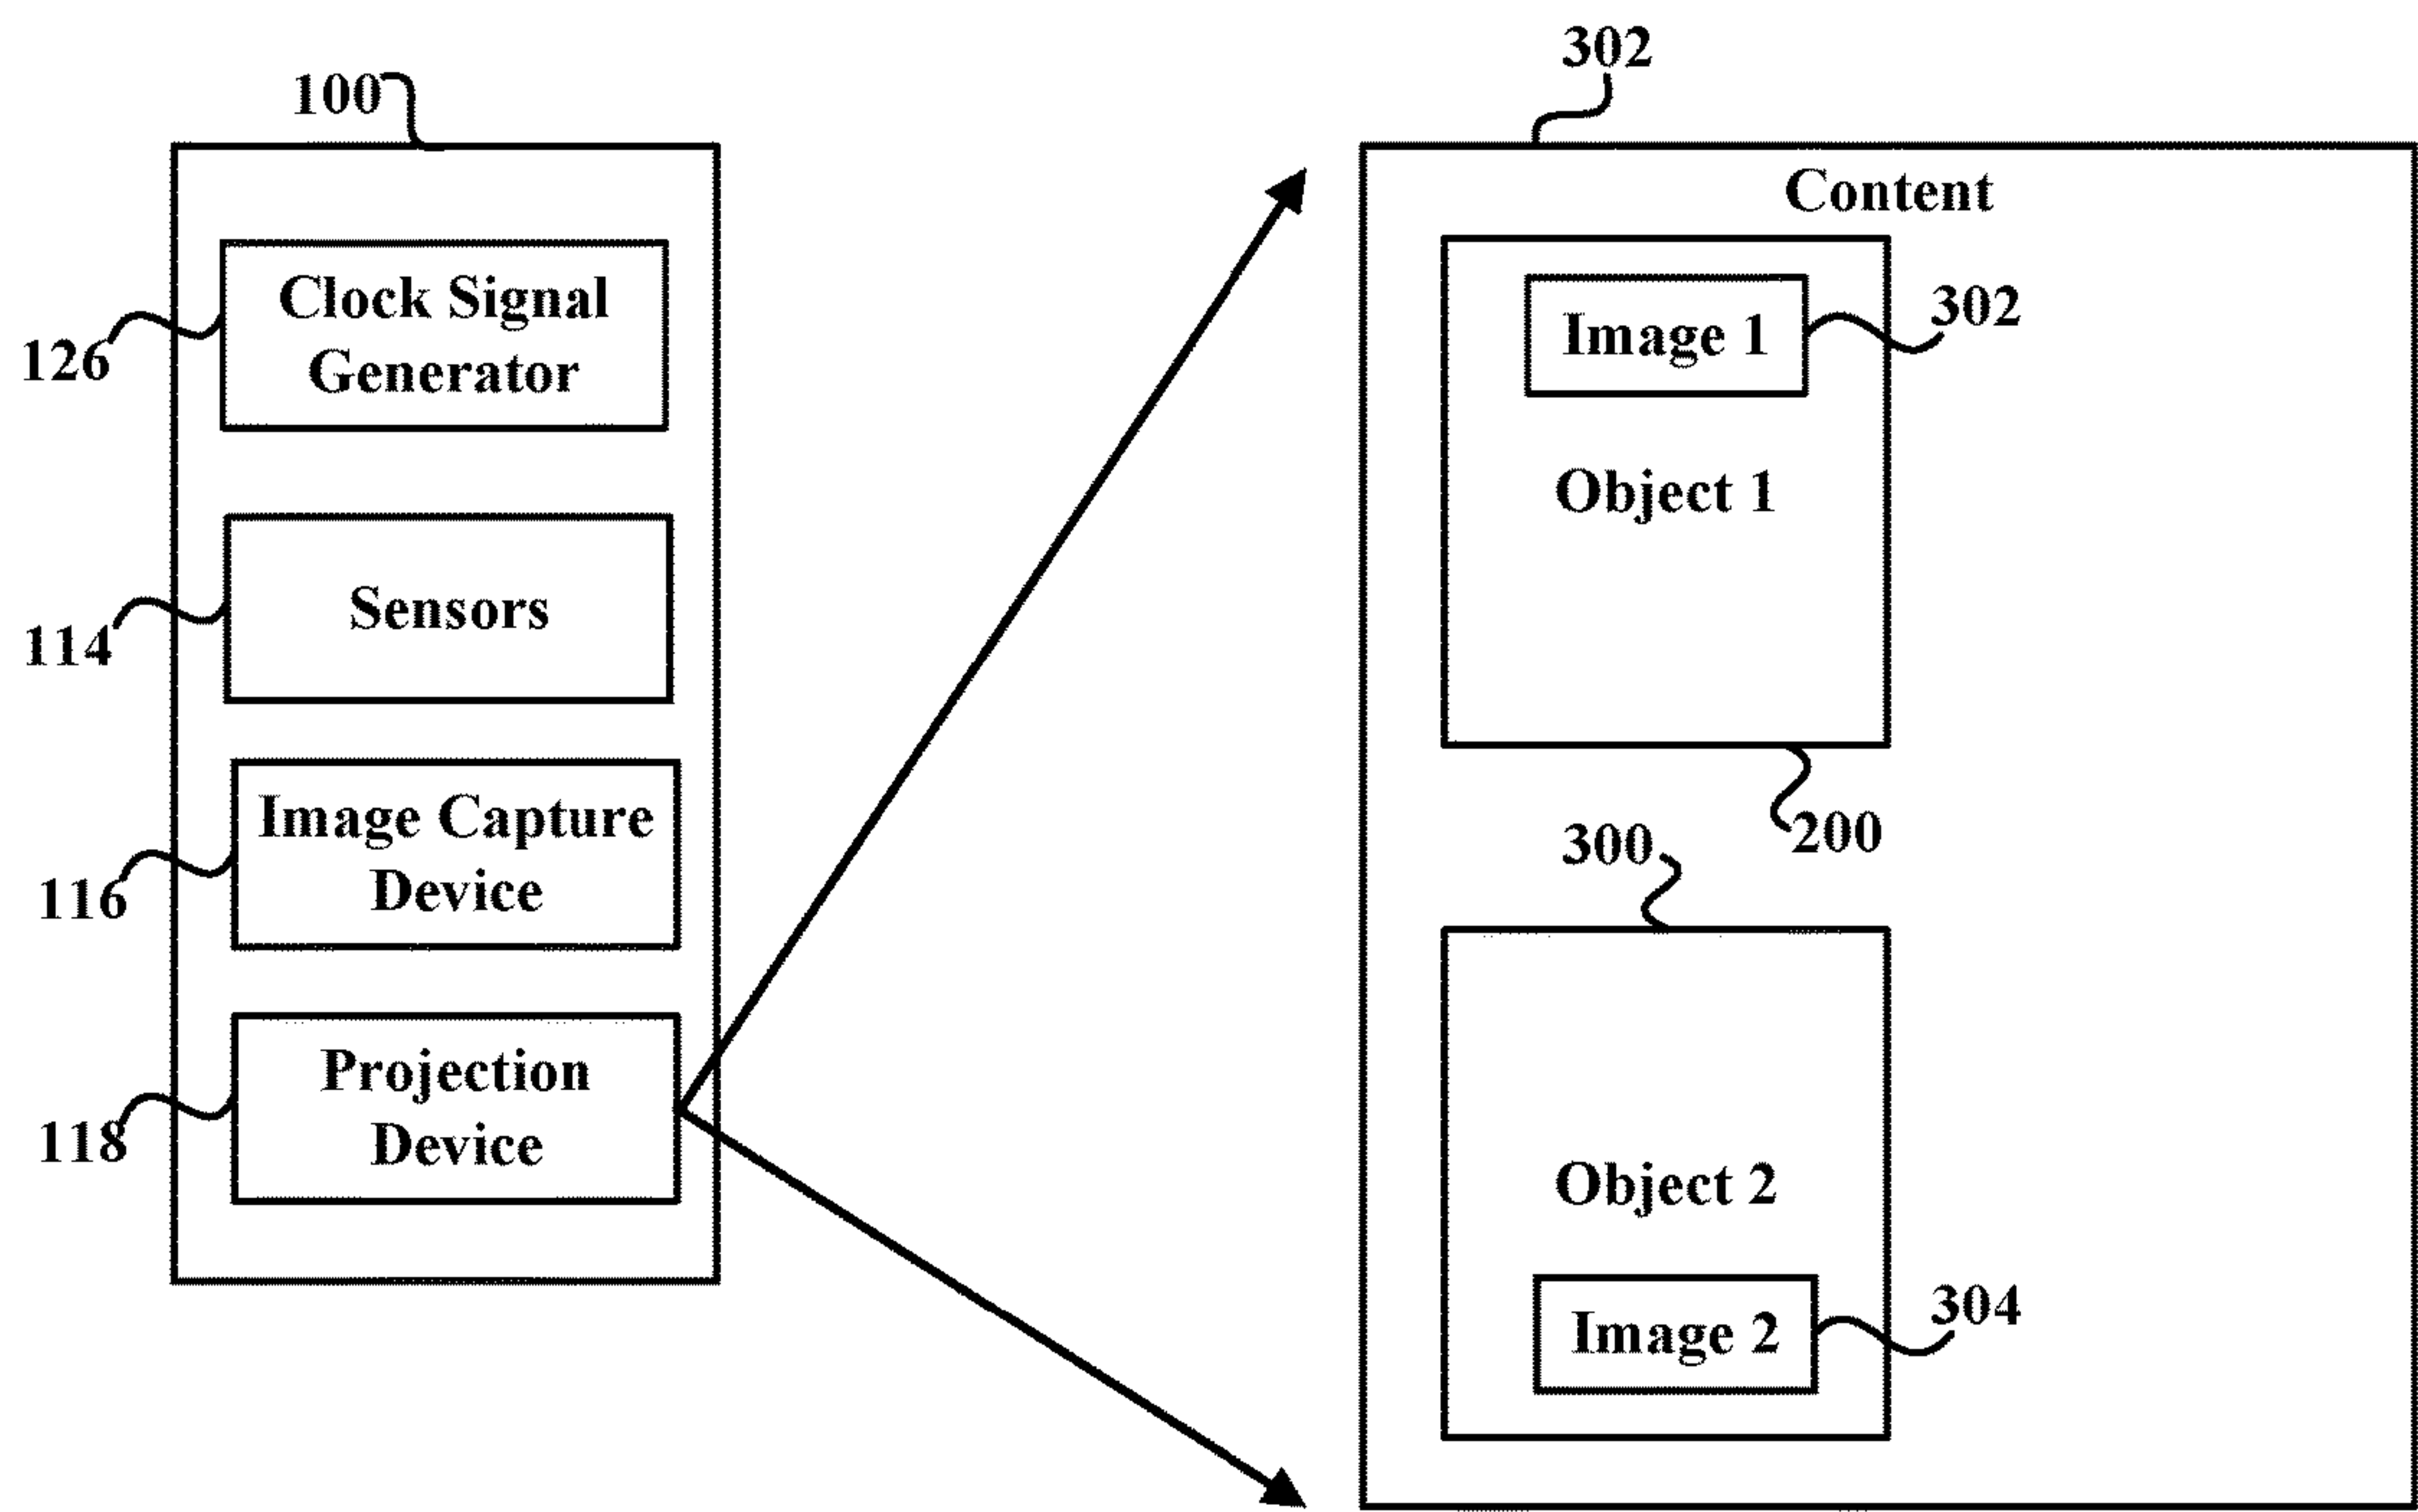 100
Clock Signal
Generator
126
Sensors
114
Image Capture
Device
116
Projection
Device
118
302
Content
Image 1
302
Object 1
200
300
Object 2
Image 2
304